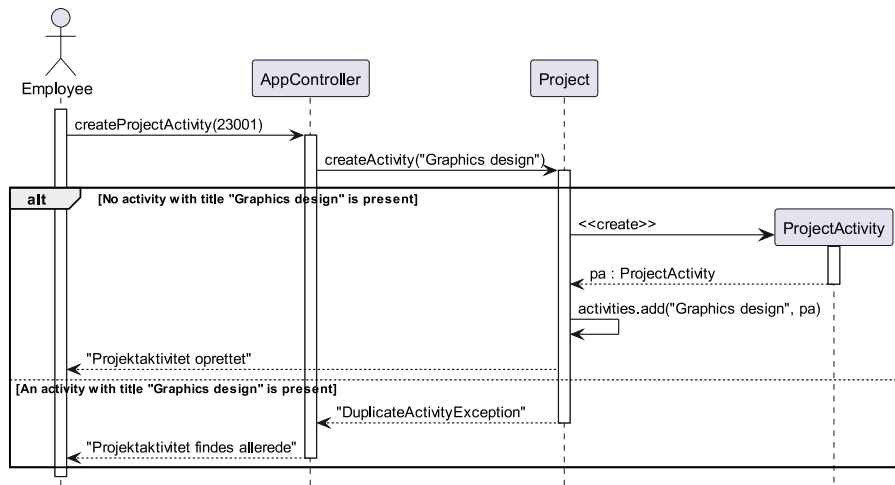 Employee
AppController
Project
createProjectActivity(23001)
createActivity("Graphics design")
alt [No activity with title "Graphics design" is present]
<<create>>
ProjectActivity
pa : ProjectActivity
activities.add("Graphics design", pa)
"Projektaktivitet oprettet"
[An activity with title "Graphics design" is present]
"DuplicateActivityException"
"Projektaktivitet findes allerede"